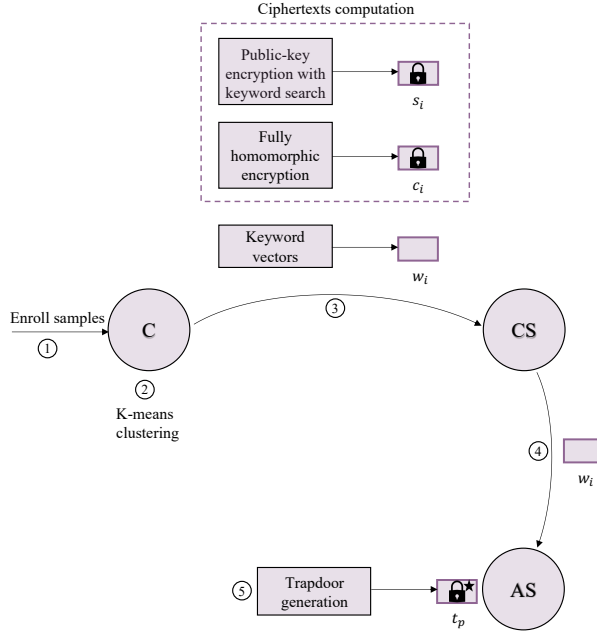 Ciphertexts computation
Public-key
encryption with
keyword search
s_i
Fully
homomorphic
encryption
c_i
Keyword
vectors
w_i
Enroll samples
1
C
3
CS
2
K-means
clustering
4
w_i
5
Trapdoor
generation
t_p
AS